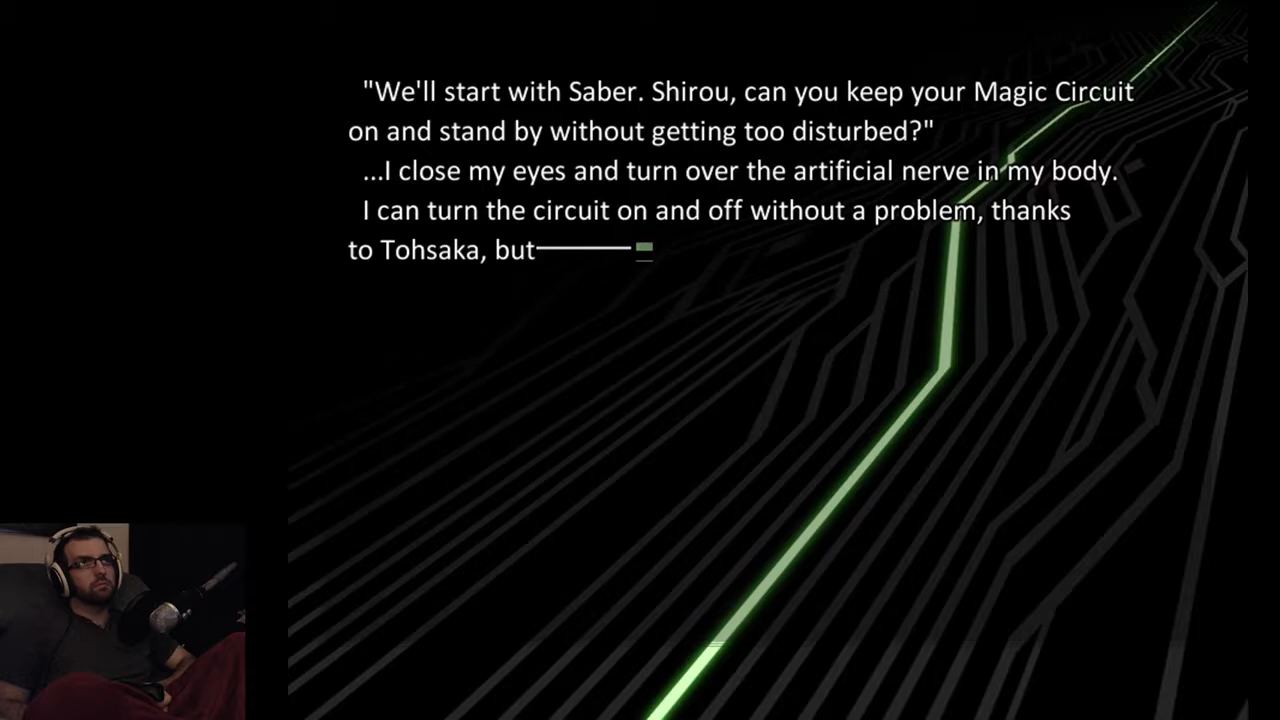 "We'll start with Saber. Shirou, can you keep your Magic Circuit
on and stand by without getting too disturbed?"
...I close my eyes and turn over the artificial nerve in my body.
I can turn the circuit on and off without a problem, thanks
to Tohsaka, but———